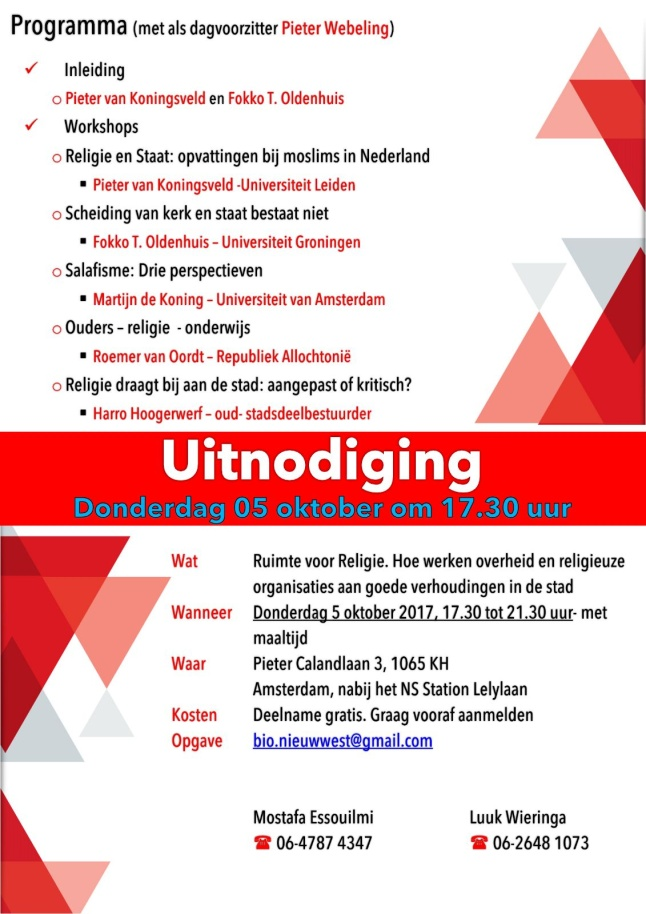 Programma (met als dagvoorzitter Pieter Webeling)
✓ Inleiding
o Pieter van Koningsveld en Fokko T. Oldenhuis
✓ Workshops
o Religie en Staat: opvattingen bij moslims in Nederland
▪ Pieter van Koningsveld -Universiteit Leiden
o Scheiding van kerk en staat bestaat niet
▪ Fokko T. Oldenhuis – Universiteit Groningen
o Salafisme: Drie perspectieven
▪ Martijn de Koning – Universiteit van Amsterdam
o Ouders – religie - onderwijs
▪ Roemer van Oordt – Republiek Allochtonië
o Religie draagt bij aan de stad: aangepast of kritisch?
▪ Harro Hoogerwerf – oud- stadsdeelbestuurder
Uitnodiging
Donderdag 05 oktober om 17.30 uur
Wat Ruimte voor Religie. Hoe werken overheid en religieuze
organisaties aan goede verhoudingen in de stad
Wanneer Donderdag 5 oktober 2017, 17.30 tot 21.30 uur- met
maaltijd
Waar Pieter Calandlaan 3, 1065 KH
Amsterdam, nabij het NS Station Lelylaan
Kosten Deelname gratis. Graag vooraf aanmelden
Opgave bio.nieuwwest@gmail.com
Mostafa Essouilmi Luuk Wieringa
☎ 06-4787 4347 ☎ 06-2648 1073